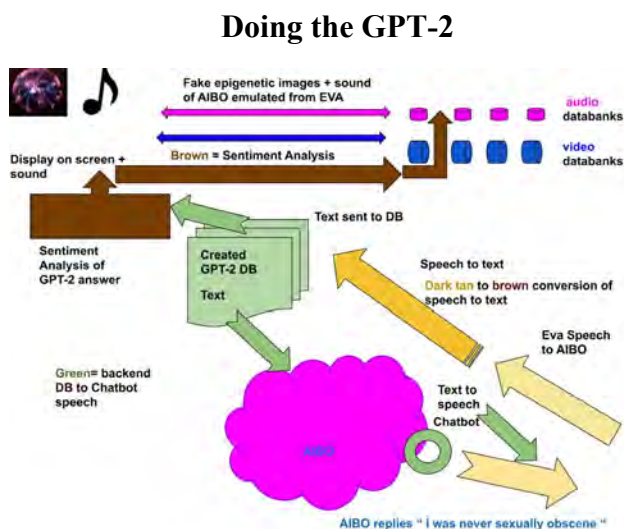 Doing the GPT-2
Fake epigenetic images + sound
of AIBO emulated from EVA
audio
databanks
Brown = Sentiment Analysis
video
databanks
Display on screen +
sound
Text sent to DB
Sentiment
Analysis of
GPT-2 answer
Created
GPT-2 DB
Text
Speech to text
Dark tan to brown conversion of
speech to text
Eva Speech
to AIBO
Green= backend
DB to Chatbot
speech
Text to
speech
Chatbot
AIBO
AIBO replies “ i was never sexually obscene “